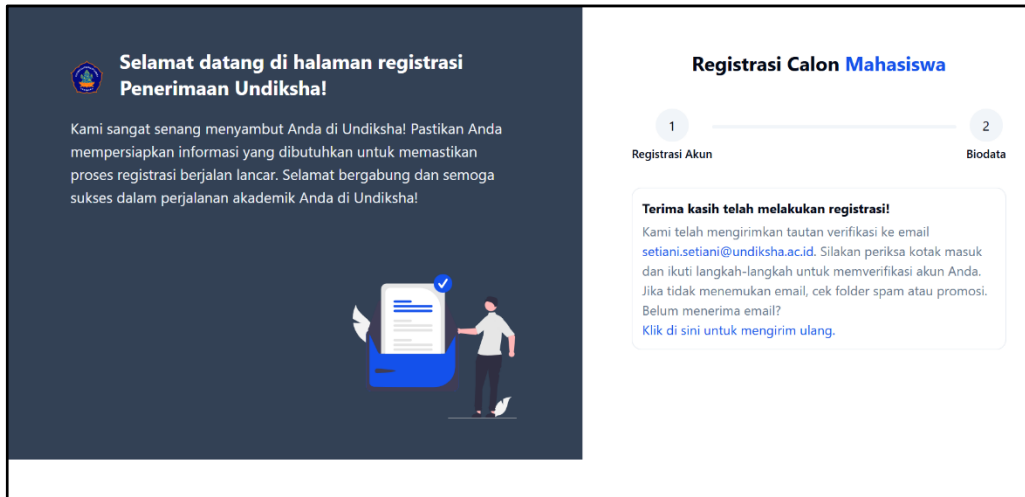 Selamat datang di halaman registrasi
Penerimaan Undiksha!
Kami sangat senang menyambut Anda di Undiksha! Pastikan Anda
mempersiapkan informasi yang dibutuhkan untuk memastikan
proses registrasi berjalan lancar. Selamat bergabung dan semoga
sukses dalam perjalanan akademik Anda di Undiksha!
Registrasi Calon Mahasiswa
1
2
Registrasi Akun
Biodata
Terima kasih telah melakukan registrasi!
Kami telah mengirimkan tautan verifikasi ke email
setiani.setiani@undiksha.ac.id. Silakan periksa kotak masuk
dan ikuti langkah-langkah untuk memverifikasi akun Anda.
Jika tidak menemukan email, cek folder spam atau promosi.
Belum menerima email?
Klik di sini untuk mengirim ulang.